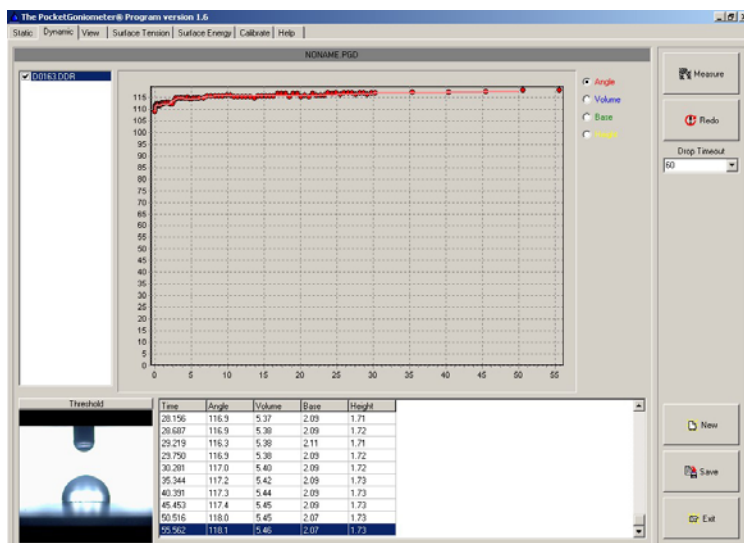 The PocketGoniometer® Program version 1.6
Static Dynamic View Surface Tension Surface Energy Calibrate Help
NONAME.PGD
D0163.DDR
115
110
105
100
95
90
85
80
75
70
65
60
55
50
45
40
35
30
25
20
15
10
5
0
0 5 10 15 20 25 30 35 40 45 50 55
Angle
Volume
Base
Height
Measure
Redo
Drop Timeout
60
Threshold
Time Angle Volume Base Height
28.156 116.9 5.37 2.09 1.71
28.687 116.9 5.38 2.09 1.72
29.219 116.3 5.38 2.11 1.71
29.750 116.9 5.38 2.09 1.72
30.281 117.0 5.40 2.09 1.72
35.344 117.2 5.42 2.09 1.73
40.391 117.3 5.44 2.09 1.73
45.453 117.4 5.45 2.09 1.73
50.516 118.0 5.45 2.07 1.73
55.562 118.1 5.46 2.07 1.73
New
Save
Exit